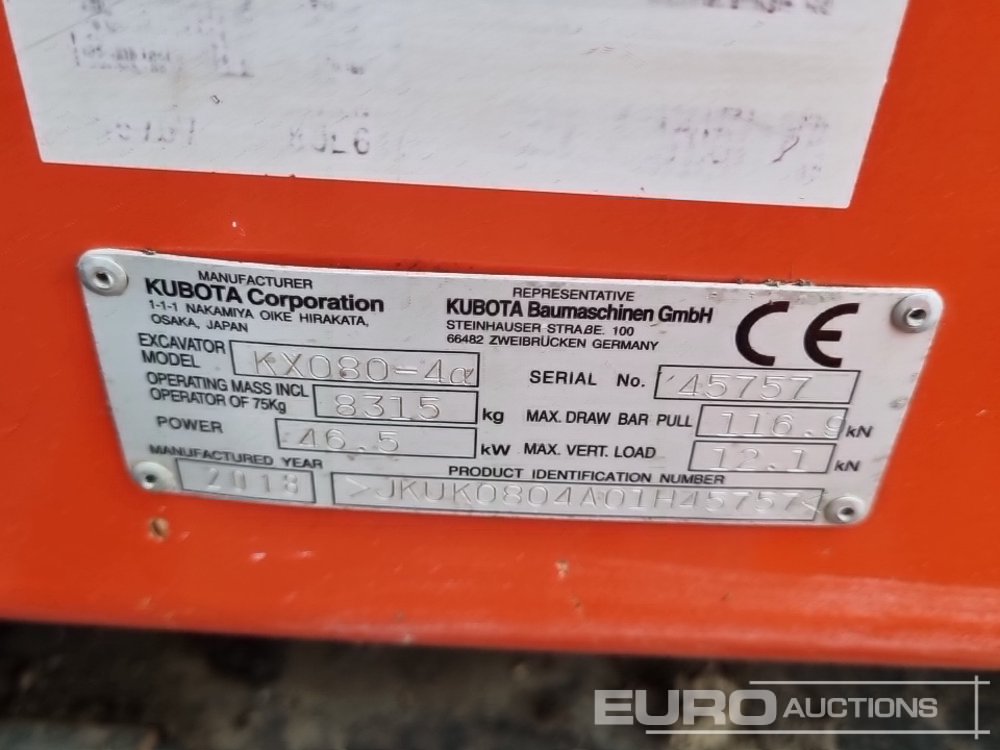 MANUFACTURER
KUBOTA Corporation
1-1-1 NAKAMIYA OIKE HIRAKATA,
OSAKA, JAPAN
REPRESENTATIVE
KUBOTA Baumaschinen GmbH
STEINHAUSER STRAßE. 100
66482 ZWEIBRÜCKEN GERMANY
CE
EXCAVATOR MODEL KX080-4α
SERIAL No. 45757
OPERATING MASS INCL
OPERATOR OF 75Kg 8315 kg
MAX. DRAW BAR PULL 116.9 kN
POWER 46.5 kW
MAX. VERT. LOAD 12.1 kN
MANUFACTURED YEAR
2018
PRODUCT IDENTIFICATION NUMBER
>JKUK0804A01H45757<
EURO AUCTIONS